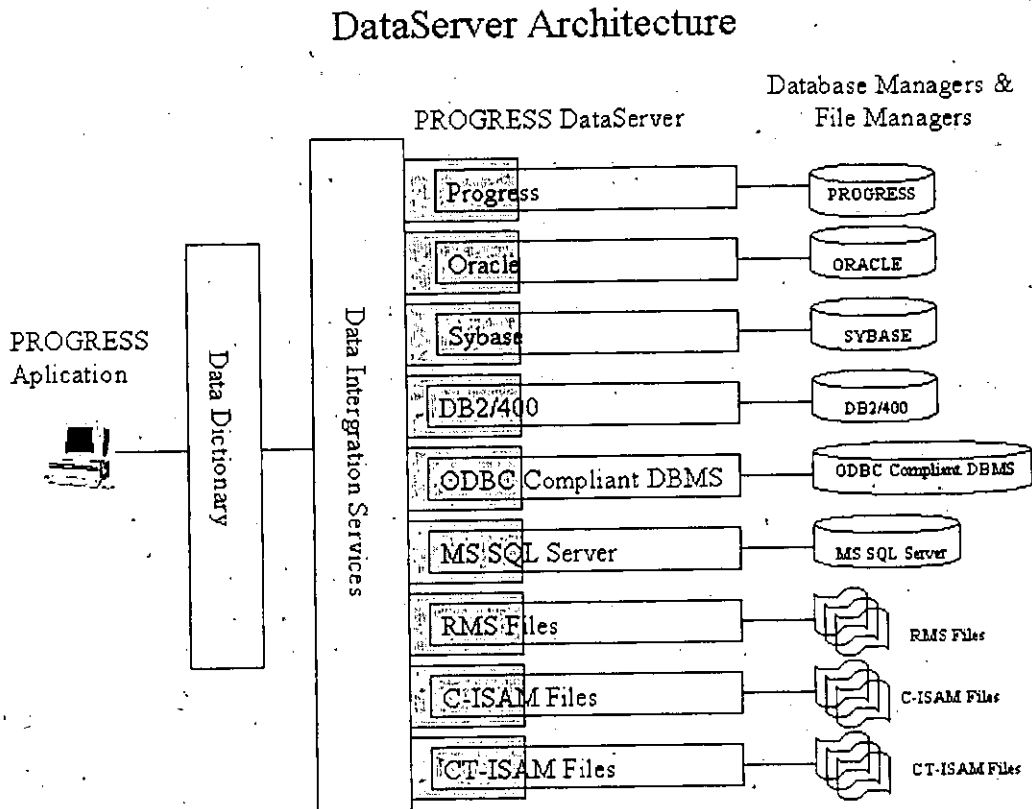 DataServer Architecture
Database Managers &
File Managers
PROGRESS DataServer
PROGRESS
Aplication
Data Dictionary
Data Intergration Services
Progress
PROGRESS
Oracle
ORACLE
Sybase
SYBASE
DB2/400
DB2/400
ODBC Compliant DBMS
ODBC Compliant DBMS
MS SQL Server
MS SQL Server
RMS Files
RMS Files
C-ISAM Files
C-ISAM Files
CT-ISAM Files
CT-ISAM Files